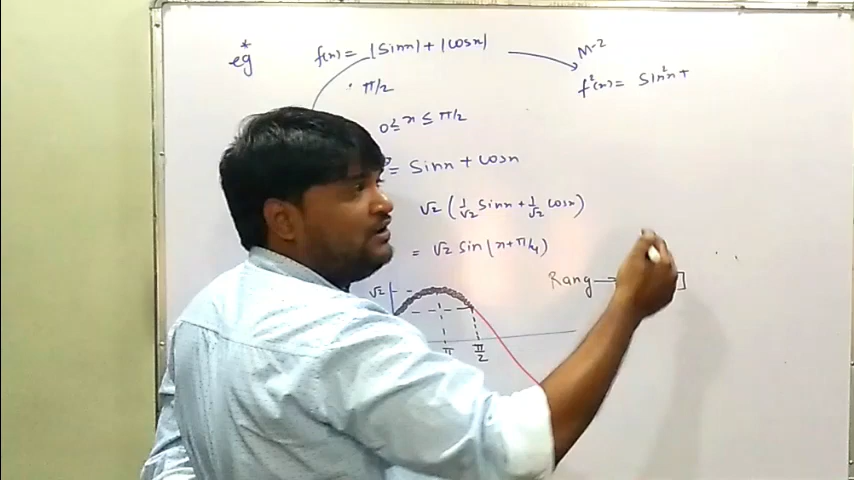 eg* f(x) = |sinx| + |cosx| M-2
π/2 f²(x) = sin²x +
0 ≤ x ≤ π/2
= sinx + cosx
√2 (1/√2 sinx + 1/√2 cosx)
= √2 sin(x + π/4)
Rang → ]
√2
π π/2